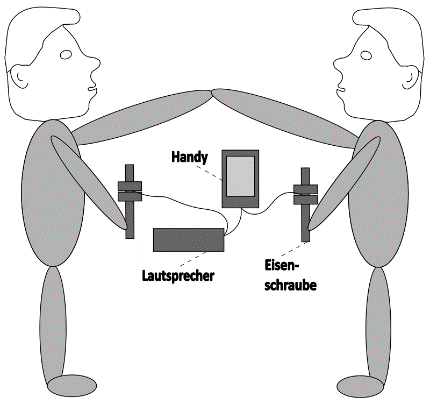 Handy
Lautsprecher
Eisen-
schraube